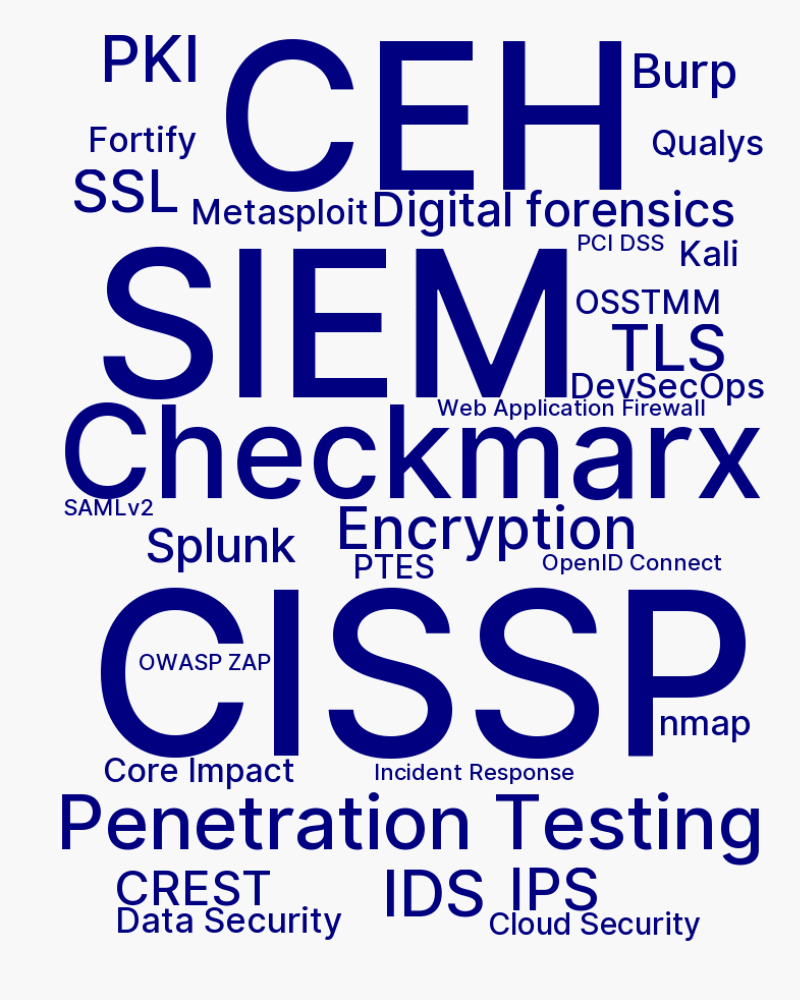 PKI
CEH
Burp
Fortify
Qualys
SSL
Metasploit
Digital forensics
SIEM
PCI DSS
Kali
OSSTMM
TLS
DevSecOps
Web Application Firewall
Checkmarx
SAMLv2
Encryption
Splunk
PTES
OpenID Connect
CISSP
OWASP ZAP
nmap
Core Impact
Incident Response
Penetration Testing
CREST
IDS
IPS
Data Security
Cloud Security